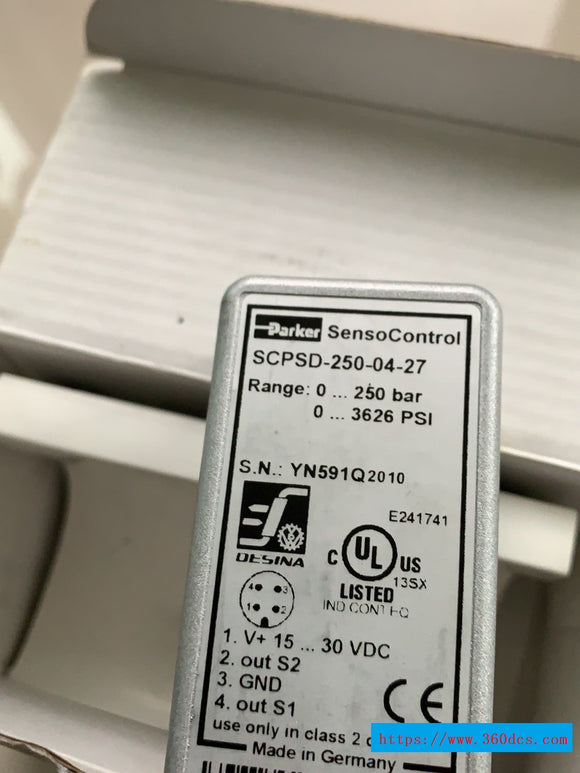 Parker SensoControl
SCPSD-250-04-27
Range: 0 ... 250 bar
0 ... 3626 PSI
S.N.: YN591Q2010
DESINA
E241741
C UL US
LISTED 13SX
IND CONT EQ
4 3
1 2
1. V+ 15 ... 30 VDC
2. out S2
3. GND
4. out S1
CE
use only in class 2
Made in Germany
https://www.360dcs.com